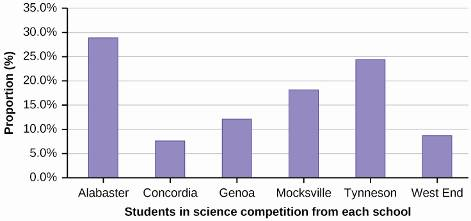 35.0%
30.0%
25.0%
20.0%
15.0%
10.0%
5.0%
0.0%
Proportion (%)
Alabaster Concordia Genoa Mocksville Tynneson West End
Students in science competition from each school